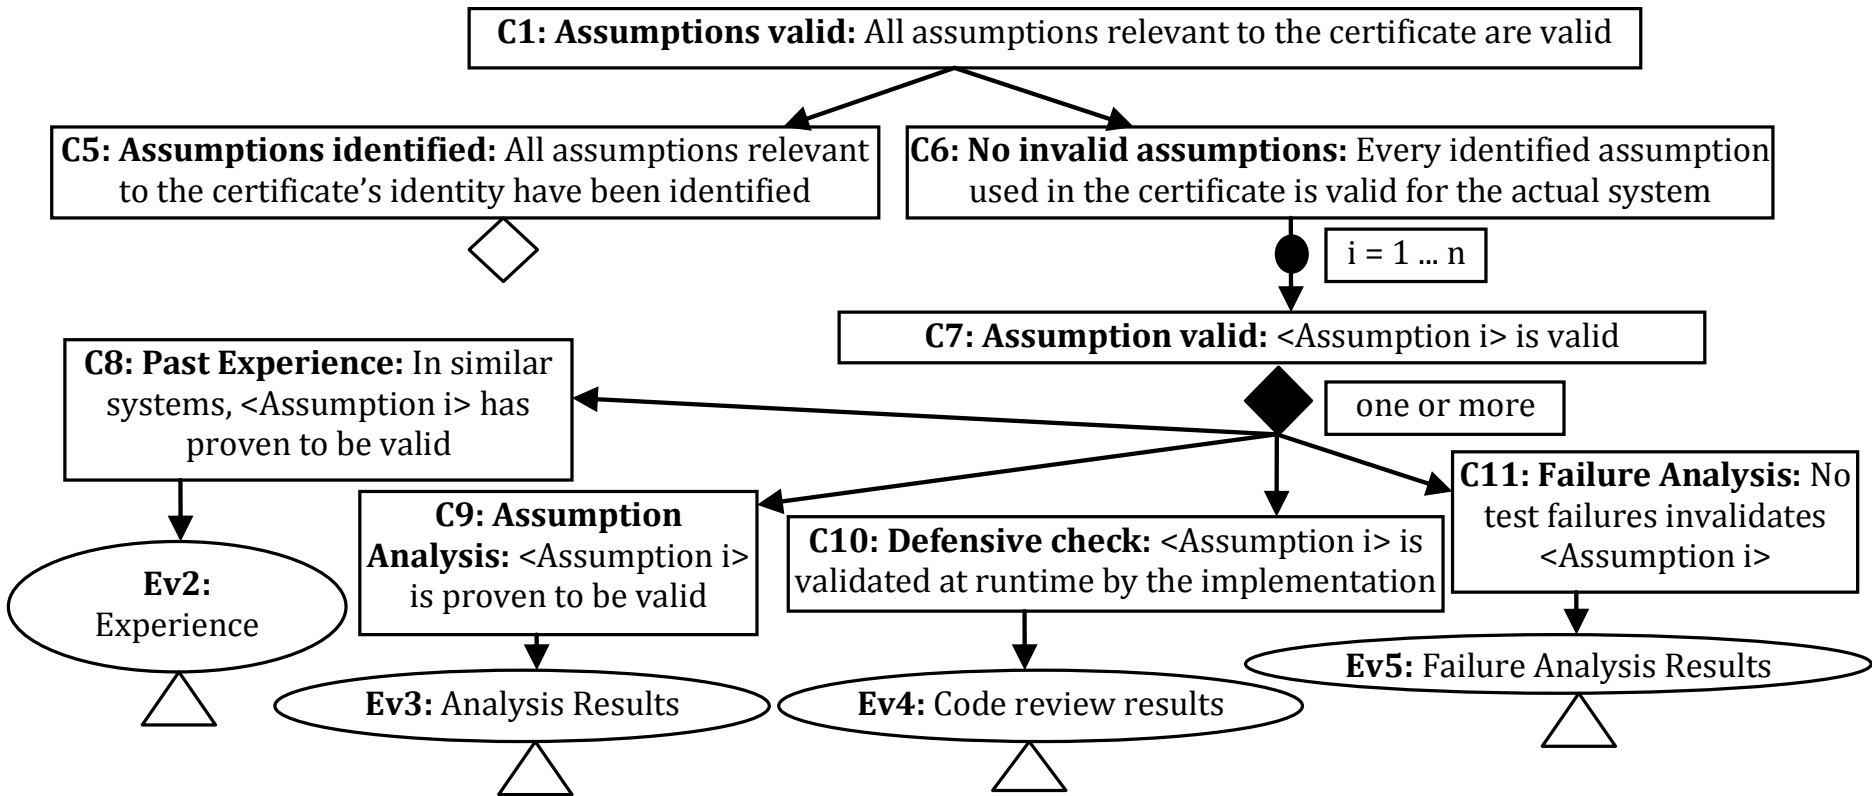 C1: Assumptions valid: All assumptions relevant to the certificate are valid
C5: Assumptions identified: All assumptions relevant
to the certificate's identity have been identified
C6: No invalid assumptions: Every identified assumption
used in the certificate is valid for the actual system
i = 1 ... n
C7: Assumption valid: <Assumption i> is valid
one or more
C8: Past Experience: In similar
systems, <Assumption i> has
proven to be valid
C9: Assumption
Analysis: <Assumption i>
is proven to be valid
C10: Defensive check: <Assumption i> is
validated at runtime by the implementation
C11: Failure Analysis: No
test failures invalidates
<Assumption i>
Ev2:
Experience
Ev3: Analysis Results
Ev4: Code review results
Ev5: Failure Analysis Results